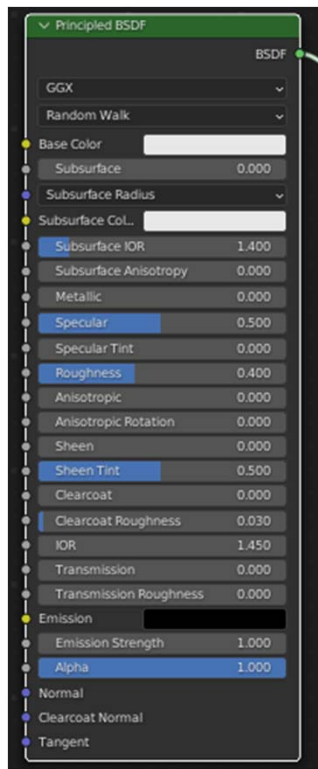 Principled BSDF
BSDF
GGX
Random Walk
Base Color
Subsurface 0.000
Subsurface Radius
Subsurface Col...
Subsurface IOR 1.400
Subsurface Anisotropy 0.000
Metallic 0.000
Specular 0.500
Specular Tint 0.000
Roughness 0.400
Anisotropic 0.000
Anisotropic Rotation 0.000
Sheen 0.000
Sheen Tint 0.500
Clearcoat 0.000
Clearcoat Roughness 0.030
IOR 1.450
Transmission 0.000
Transmission Roughness 0.000
Emission
Emission Strength 1.000
Alpha 1.000
Normal
Clearcoat Normal
Tangent